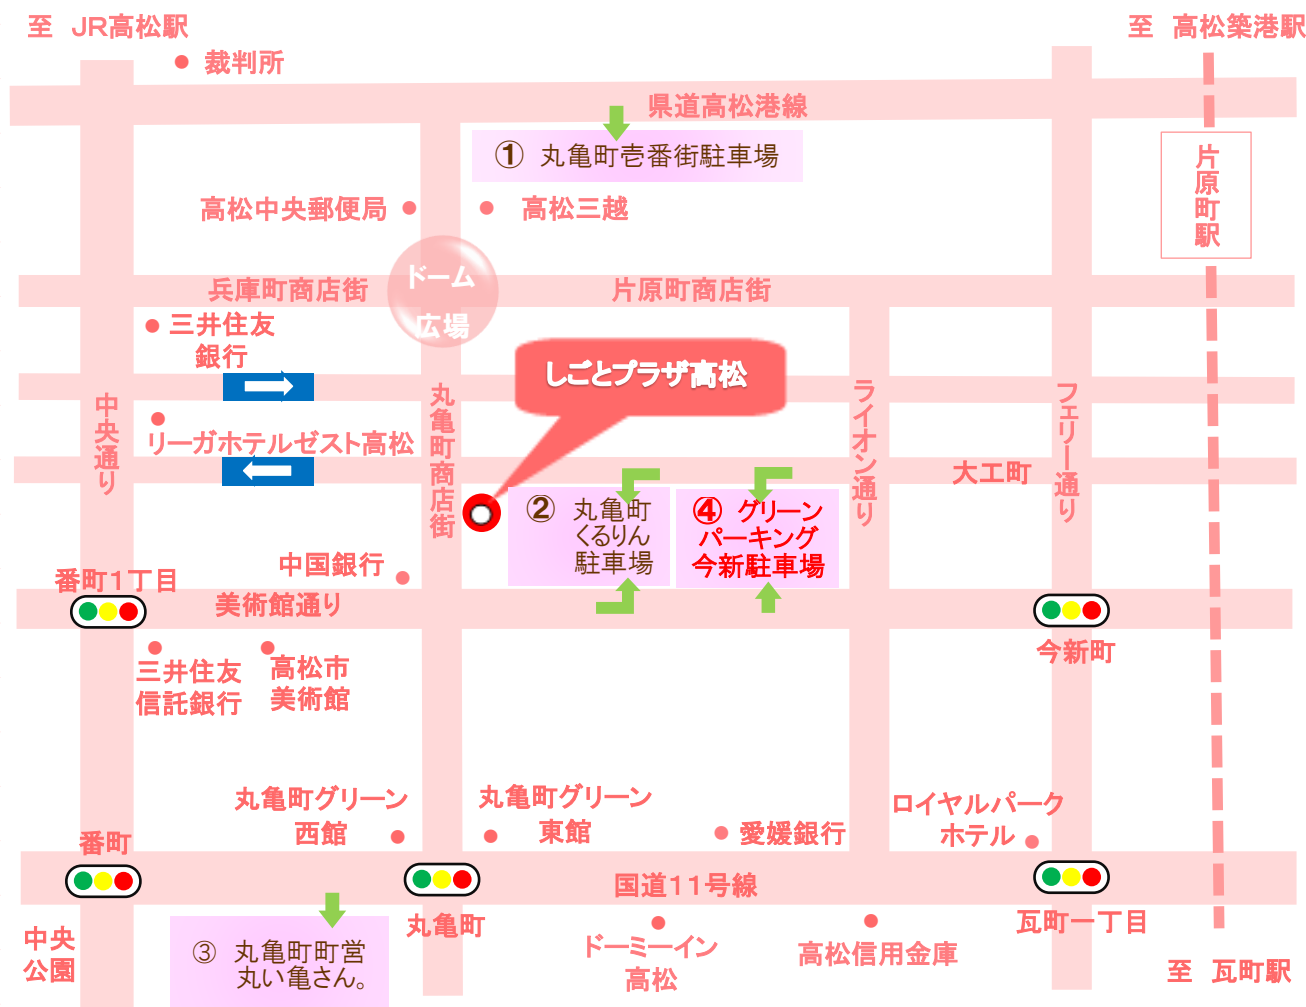 至 JR高松駅
至 高松築港駅
裁判所
県道高松港線
① 丸亀町壱番街駐車場
片原町駅
高松中央郵便局
高松三越
ドーム
広場
兵庫町商店街
片原町商店街
三井住友
銀行
しごとプラザ高松
中央通り
丸亀町商店街
ライオン通り
フェリー通り
リーガホテルゼスト高松
大工町
② 丸亀町
くるりん
駐車場
④ グリーン
パーキング
今新駐車場
中国銀行
番町1丁目
美術館通り
今新町
三井住友
信託銀行
高松市
美術館
丸亀町グリーン
西館
丸亀町グリーン
東館
愛媛銀行
ロイヤルパーク
ホテル
番町
国道11号線
中央
公園
③ 丸亀町町営
丸い亀さん。
丸亀町
ドーミーイン
高松
高松信用金庫
瓦町一丁目
至 瓦町駅